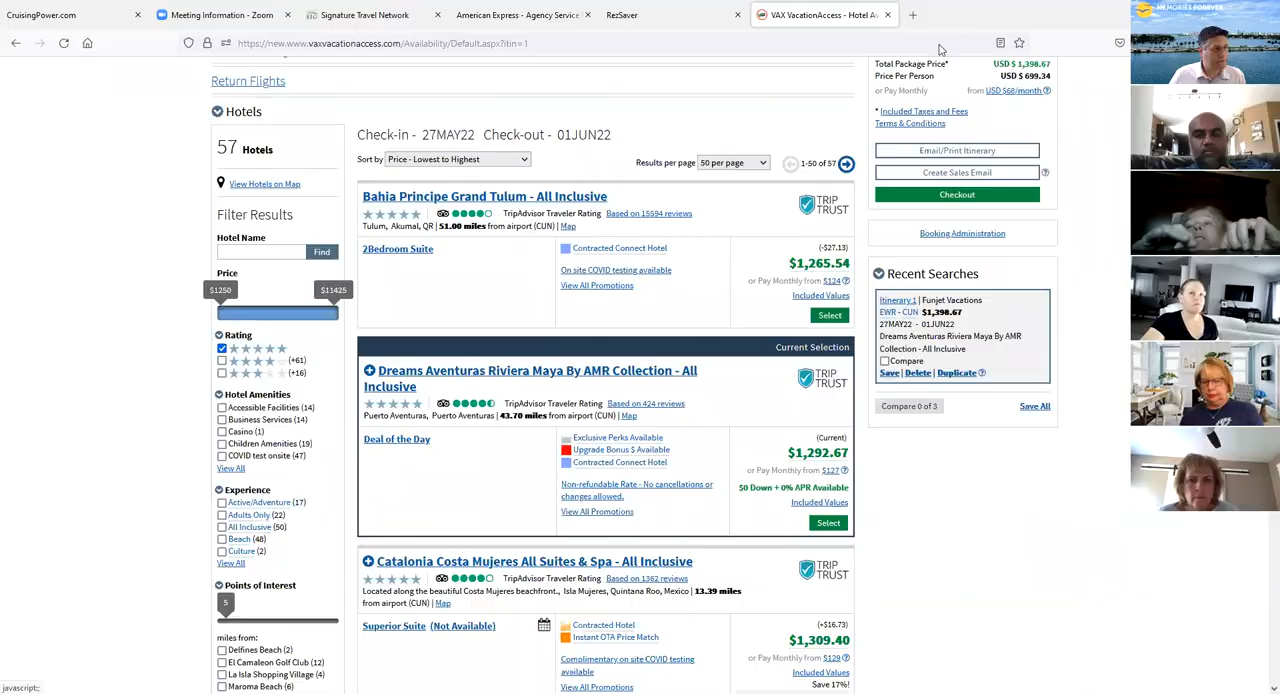 CruisingPower.com
Meeting Information - Zoom
Signature Travel Network
American Express - Agency Service
RezSaver
VAX VacationAccess - Hotel Av
https://new.www.vaxvacationaccess.com/Availability/Default.aspx?itin=1
MEMORIES FOREVER
Return Flights
Hotels
57 Hotels
View Hotels on Map
Filter Results
Hotel Name
Find
Price
$1250
$11425
Rating
(+61)
(+16)
Hotel Amenities
Accessible Facilities (14)
Business Services (14)
Casino (1)
Children Amenities (19)
COVID test onsite (47)
View All
Experience
Active/Adventure (17)
Adults Only (22)
All Inclusive (50)
Beach (48)
Culture (2)
View All
Points of Interest
5
miles from:
Delfines Beach (2)
El Camaleon Golf Club (12)
La Isla Shopping Village (4)
Maroma Beach (6)
javascript:;
Check-in - 27MAY22 Check-out - 01JUN22
Sort by Price - Lowest to Highest
Results per page 50 per page
1-50 of 57
Bahia Principe Grand Tulum - All Inclusive
TripAdvisor Traveler Rating Based on 15594 reviews
Tulum, Akumal, QR | 51.00 miles from airport (CUN) | Map
TRIP TRUST
2Bedroom Suite
Contracted Connect Hotel
On site COVID testing available
View All Promotions
(-$27.13)
$1,265.54
or Pay Monthly from $124
Included Values
Select
Current Selection
Dreams Aventuras Riviera Maya By AMR Collection - All
Inclusive
TripAdvisor Traveler Rating Based on 424 reviews
Puerto Aventuras, Puerto Aventuras | 43.70 miles from airport (CUN) | Map
TRIP TRUST
Deal of the Day
Exclusive Perks Available
Upgrade Bonus $ Available
Contracted Connect Hotel
Non-refundable Rate - No cancellations or
changes allowed.
View All Promotions
(Current)
$1,292.67
or Pay Monthly from $127
$0 Down + 0% APR Available
Included Values
Select
Catalonia Costa Mujeres All Suites & Spa - All Inclusive
TripAdvisor Traveler Rating Based on 1362 reviews
Located along the beautiful Costa Mujeres beachfront., Isla Mujeres, Quintana Roo, Mexico | 13.39 miles
from airport (CUN) | Map
TRIP TRUST
Superior Suite (Not Available)
Contracted Hotel
Instant OTA Price Match
Complimentary on site COVID testing
available
View All Promotions
(+$16.73)
$1,309.40
or Pay Monthly from $129
Included Values
Save 17%!
Total Package Price* USD $ 1,398.67
Price Per Person USD $ 699.34
or Pay Monthly from USD $68/month
* Included Taxes and Fees
Terms & Conditions
Email/Print Itinerary
Create Sales Email
Checkout
Booking Administration
Recent Searches
Itinerary 1 | Funjet Vacations
EWR - CUN $1,398.67
27MAY22 - 01JUN22
Dreams Aventuras Riviera Maya By AMR
Collection - All Inclusive
Compare
Save | Delete | Duplicate
Compare 0 of 3
Save All